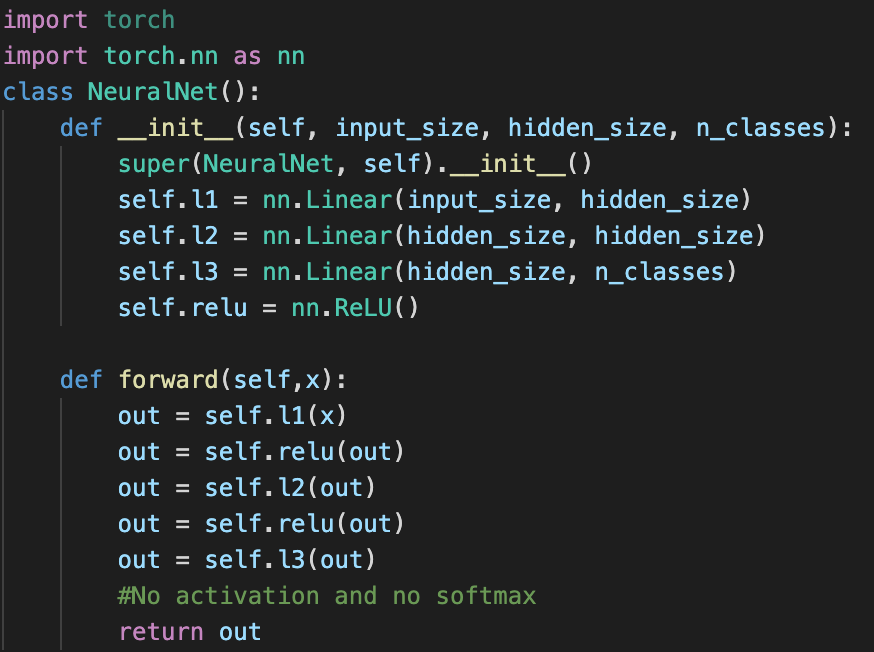 import torch
import torch.nn as nn
class NeuralNet():
    def __init__(self, input_size, hidden_size, n_classes):
        super(NeuralNet, self).__init__()
        self.l1 = nn.Linear(input_size, hidden_size)
        self.l2 = nn.Linear(hidden_size, hidden_size)
        self.l3 = nn.Linear(hidden_size, n_classes)
        self.relu = nn.ReLU()

    def forward(self,x):
        out = self.l1(x)
        out = self.relu(out)
        out = self.l2(out)
        out = self.relu(out)
        out = self.l3(out)
        #No activation and no softmax
        return out